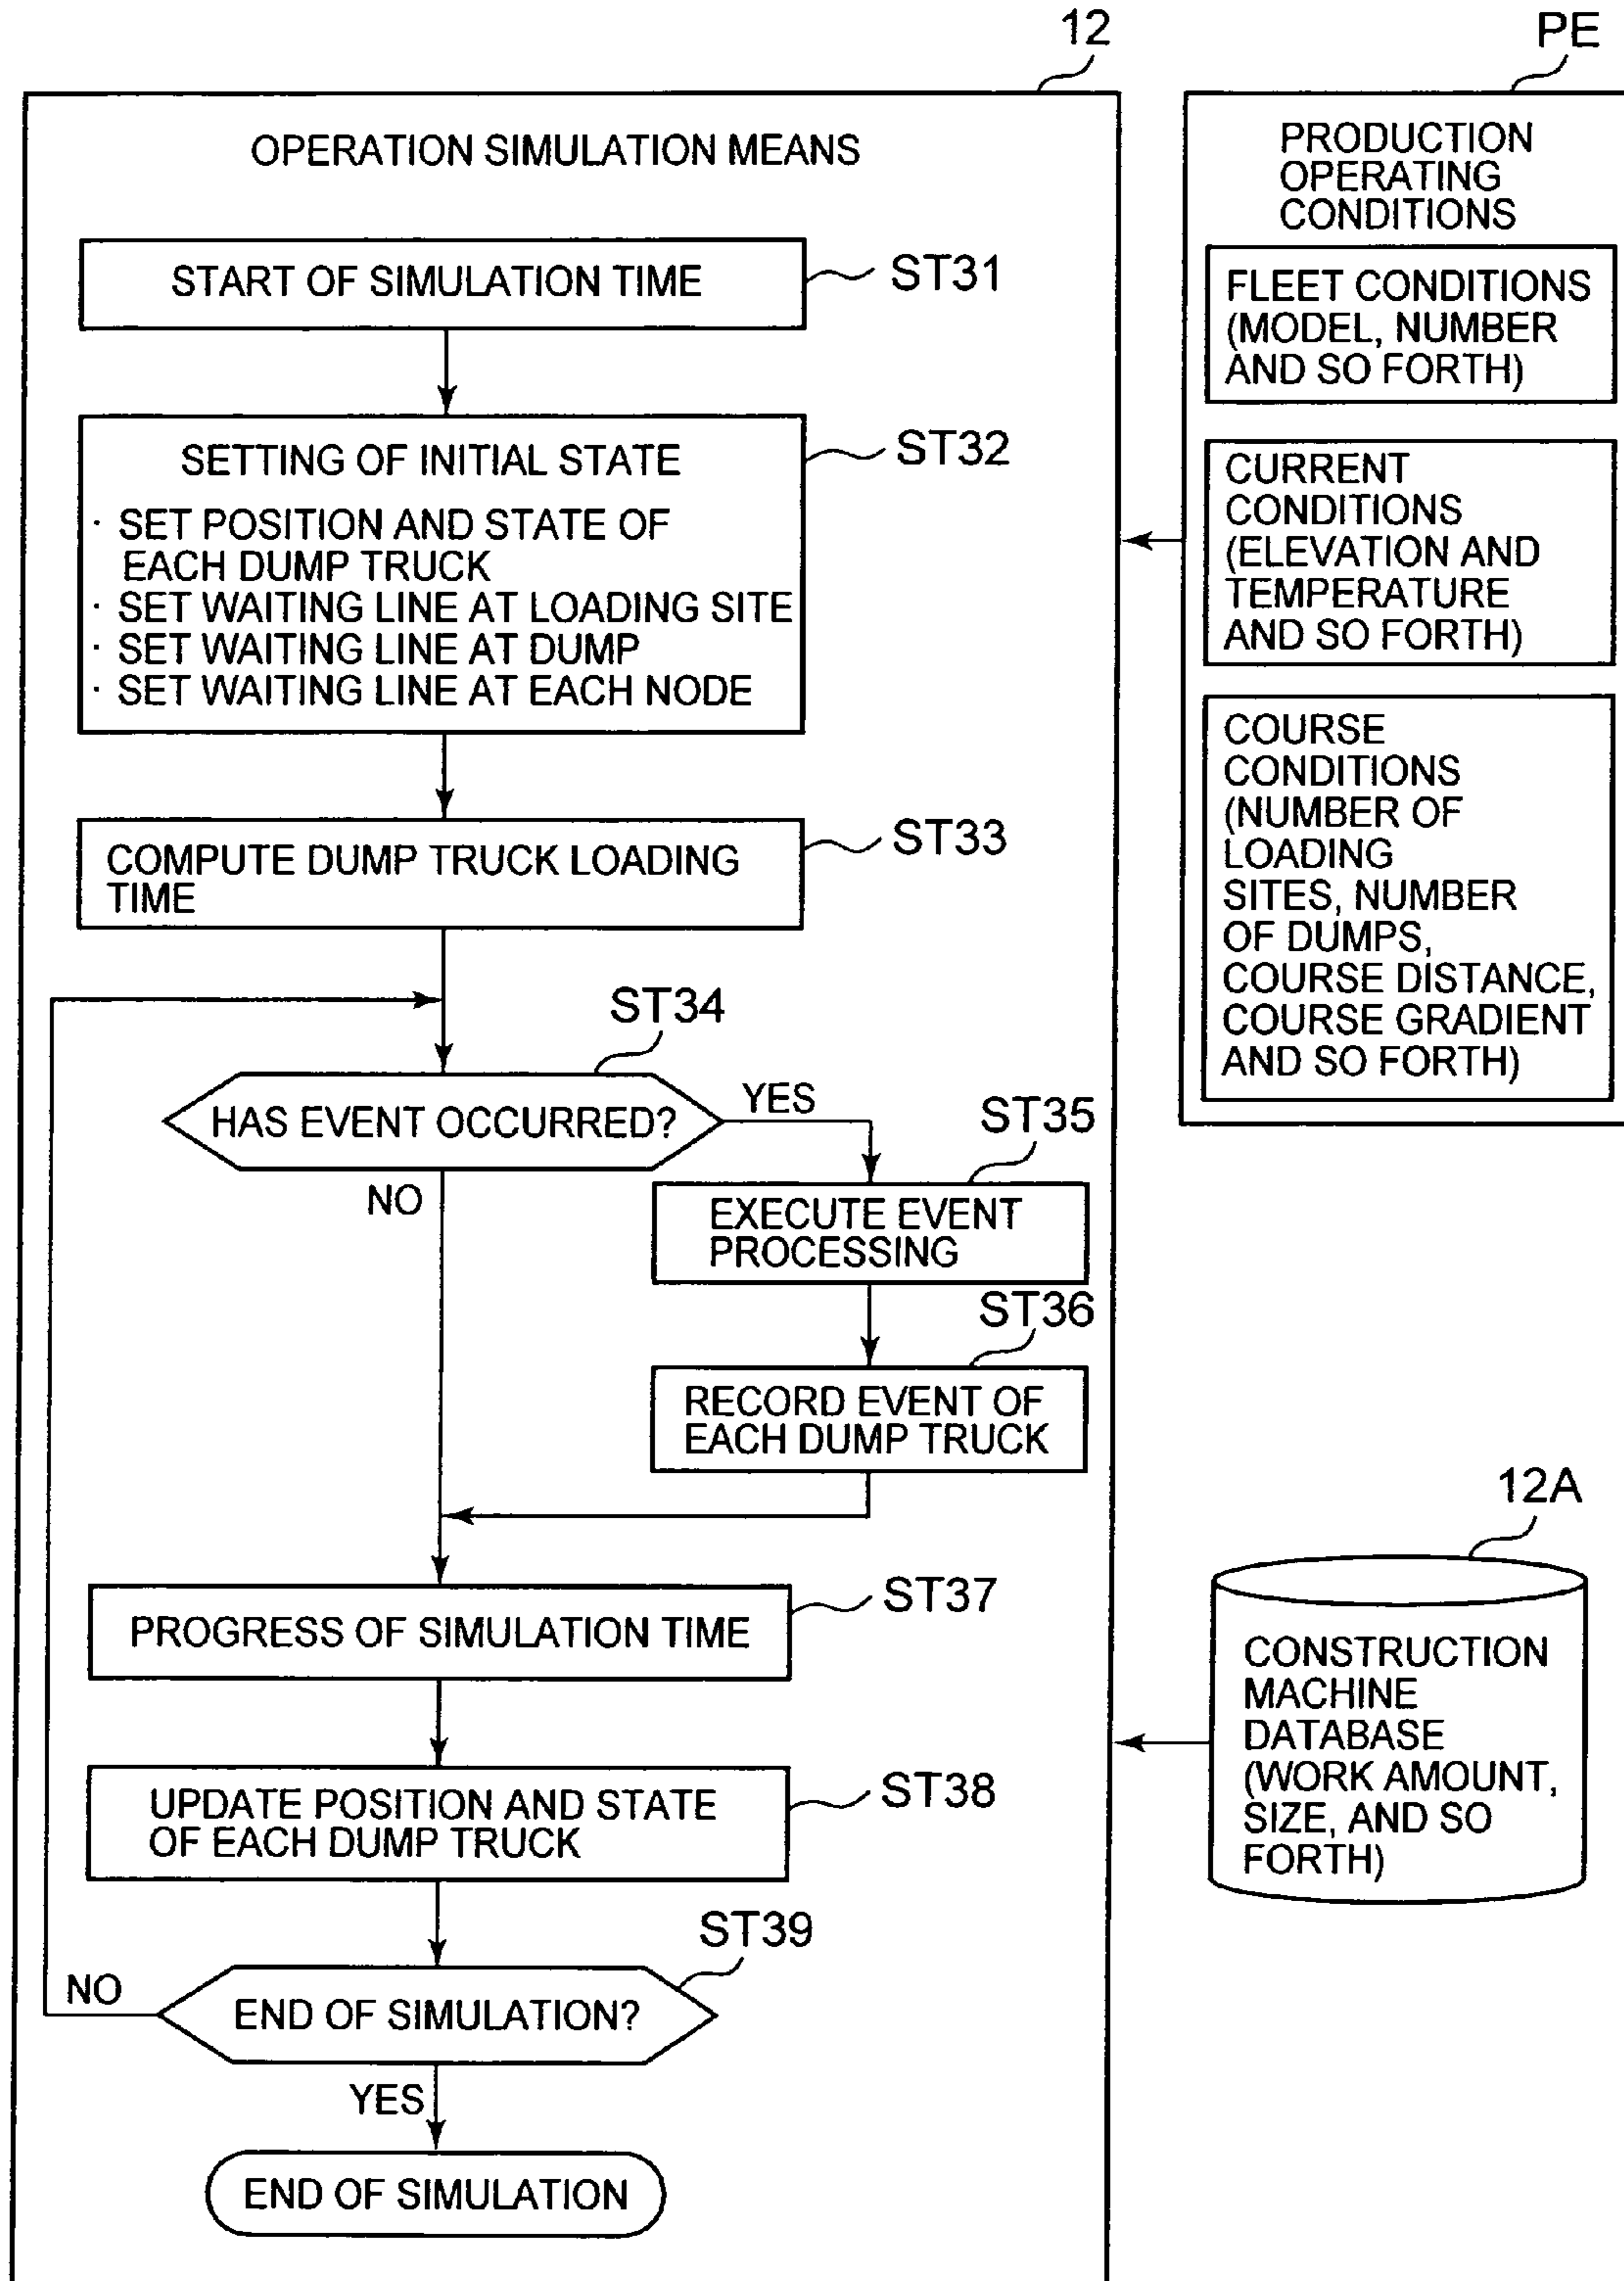 12
PE
OPERATION SIMULATION MEANS
START OF SIMULATION TIME
ST31
SETTING OF INITIAL STATE
· SET POSITION AND STATE OF
EACH DUMP TRUCK
· SET WAITING LINE AT LOADING SITE
· SET WAITING LINE AT DUMP
· SET WAITING LINE AT EACH NODE
ST32
COMPUTE DUMP TRUCK LOADING
TIME
ST33
ST34
HAS EVENT OCCURRED?
YES
NO
ST35
EXECUTE EVENT
PROCESSING
ST36
RECORD EVENT OF
EACH DUMP TRUCK
PROGRESS OF SIMULATION TIME
ST37
UPDATE POSITION AND STATE
OF EACH DUMP TRUCK
ST38
ST39
END OF SIMULATION?
NO
YES
END OF SIMULATION
PRODUCTION
OPERATING
CONDITIONS
FLEET CONDITIONS
(MODEL, NUMBER
AND SO FORTH)
CURRENT
CONDITIONS
(ELEVATION AND
TEMPERATURE
AND SO FORTH)
COURSE
CONDITIONS
(NUMBER OF
LOADING
SITES, NUMBER
OF DUMPS,
COURSE DISTANCE,
COURSE GRADIENT
AND SO FORTH)
12A
CONSTRUCTION
MACHINE
DATABASE
(WORK AMOUNT,
SIZE, AND SO
FORTH)